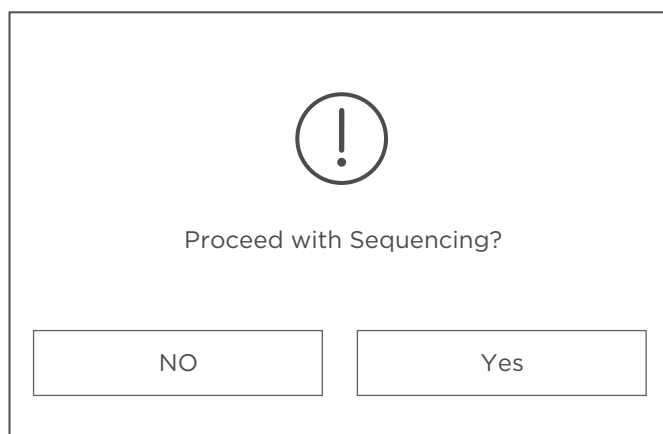 Proceed with Sequencing?
NO
Yes